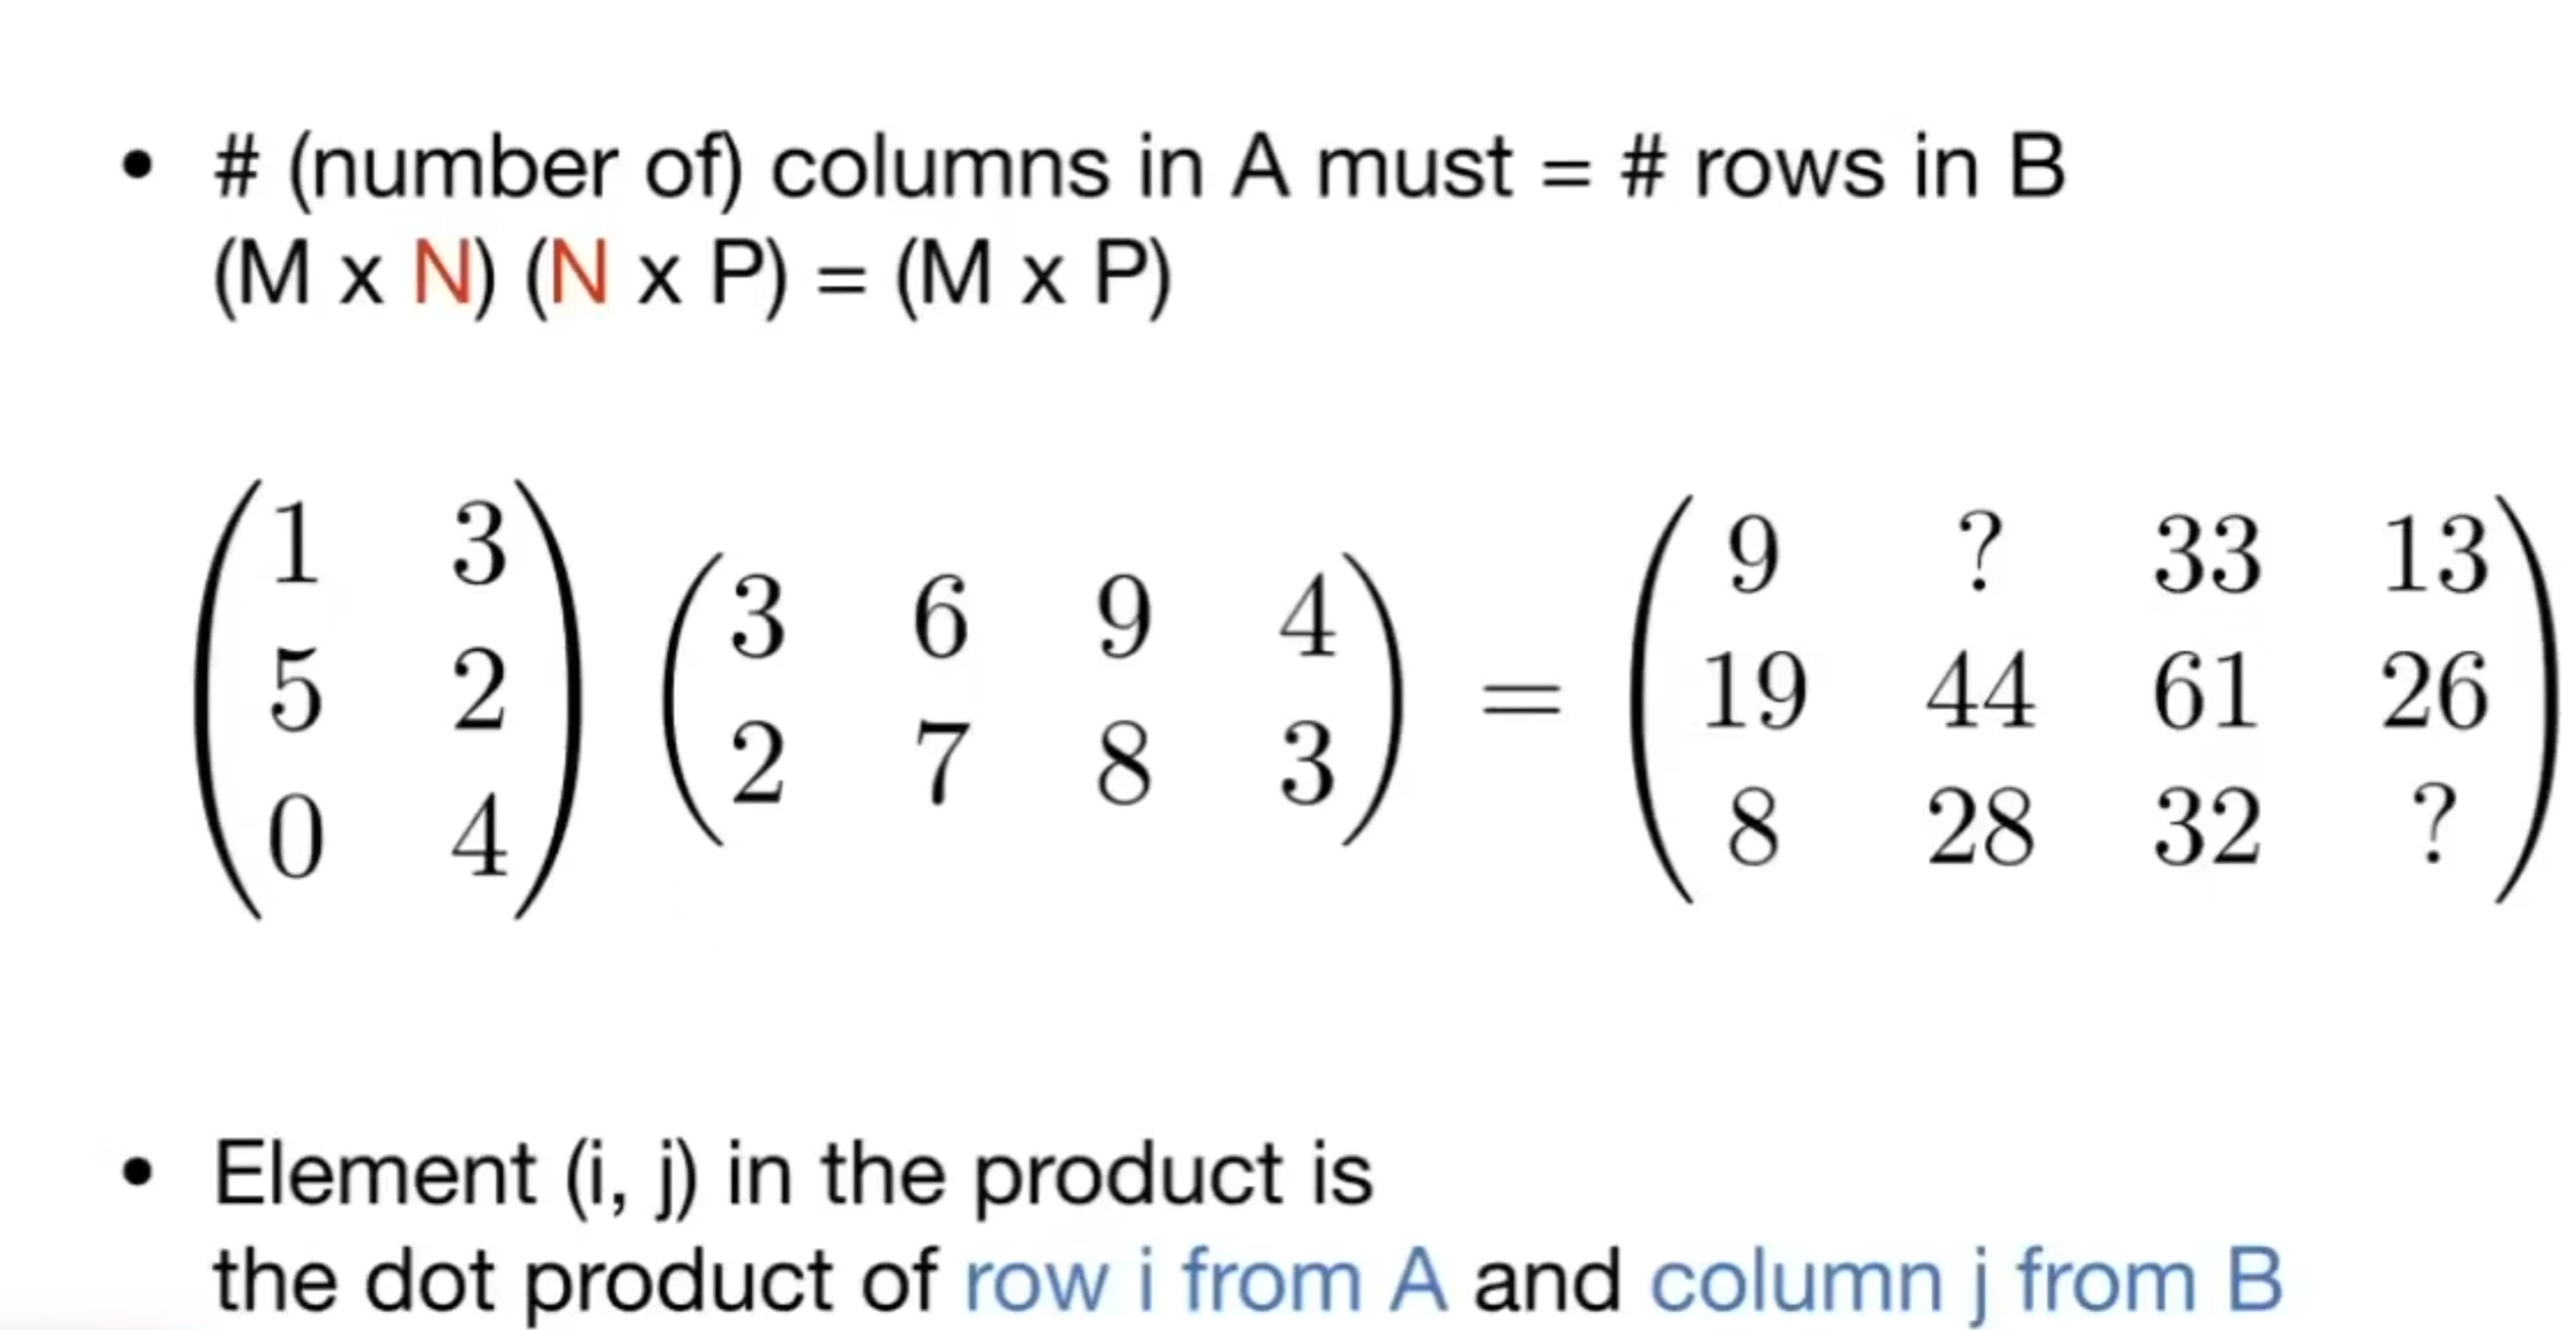 • # (number of) columns in A must = # rows in B
(M x N) (N x P) = (M x P)
1 3
5 2
0 4
3 6 9 4
2 7 8 3
=
9 ? 33 13
19 44 61 26
8 28 32 ?
• Element (i, j) in the product is
the dot product of row i from A and column j from B